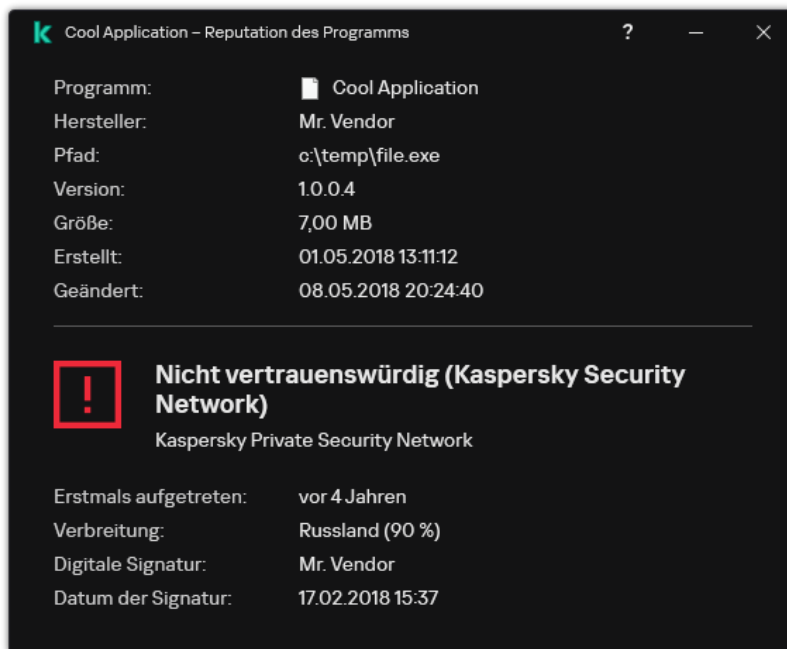 Cool Application – Reputation des Programms
Programm: Cool Application
Hersteller: Mr. Vendor
Pfad: c:\temp\file.exe
Version: 1.0.0.4
Größe: 7,00 MB
Erstellt: 01.05.2018 13:11:12
Geändert: 08.05.2018 20:24:40
Nicht vertrauenswürdig (Kaspersky Security
Network)
Kaspersky Private Security Network
Erstmals aufgetreten: vor 4 Jahren
Verbreitung: Russland (90 %)
Digitale Signatur: Mr. Vendor
Datum der Signatur: 17.02.2018 15:37